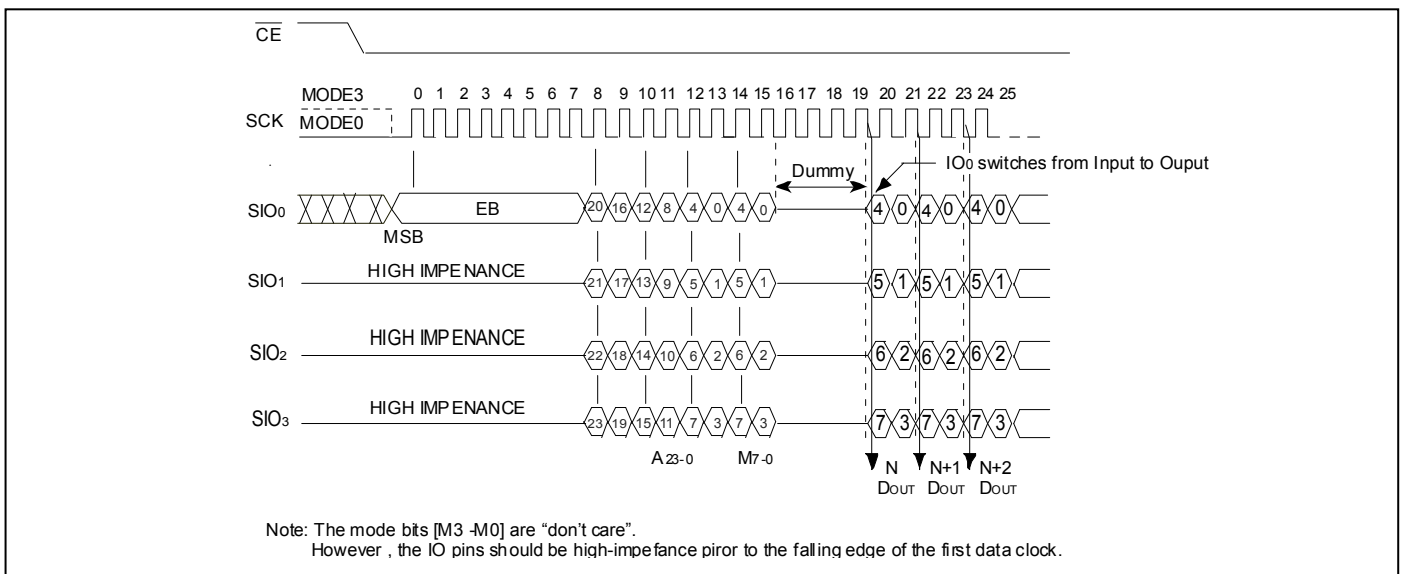 CE
MODE3 0 1 2 3 4 5 6 7 8 9 10 11 12 13 14 15 16 17 18 19 20 21 22 23 24 25
SCK MODE0
Dummy IO0 switches from Input to Ouput
SIO0 EB 20 16 12 8 4 0 4 0 4 0 4 0 4 0
MSB
SIO1 HIGH IMPENANCE 21 17 13 9 5 1 5 1 5 1 5 1 5 1
SIO2 HIGH IMPENANCE 22 18 14 10 6 2 6 2 6 2 6 2 6 2
SIO3 HIGH IMPENANCE 23 19 15 11 7 3 7 3 7 3 7 3 7 3
A23-0 M7-0 N N+1 N+2
DOUT DOUT DOUT
Note: The mode bits [M3 -M0] are “don’t care”.
However , the IO pins should be high-impefance piror to the falling edge of the first data clock.